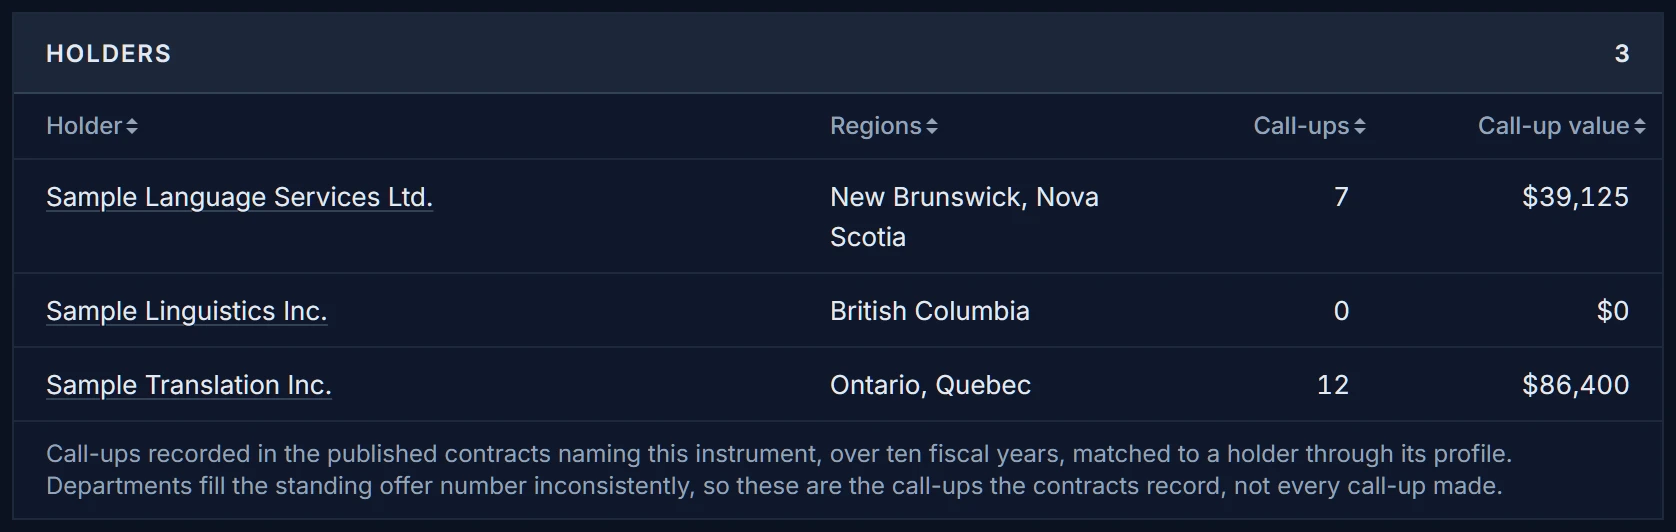 HOLDERS 3
Holder Regions Call-ups Call-up value
Sample Language Services Ltd. New Brunswick, Nova 7 $39,125
Scotia
Sample Linguistics Inc. British Columbia 0 $0
Sample Translation Inc. Ontario, Quebec 12 $86,400
Call-ups recorded in the published contracts naming this instrument, over ten fiscal years, matched to a holder through its profile.
Departments fill the standing offer number inconsistently, so these are the call-ups the contracts record, not every call-up made.